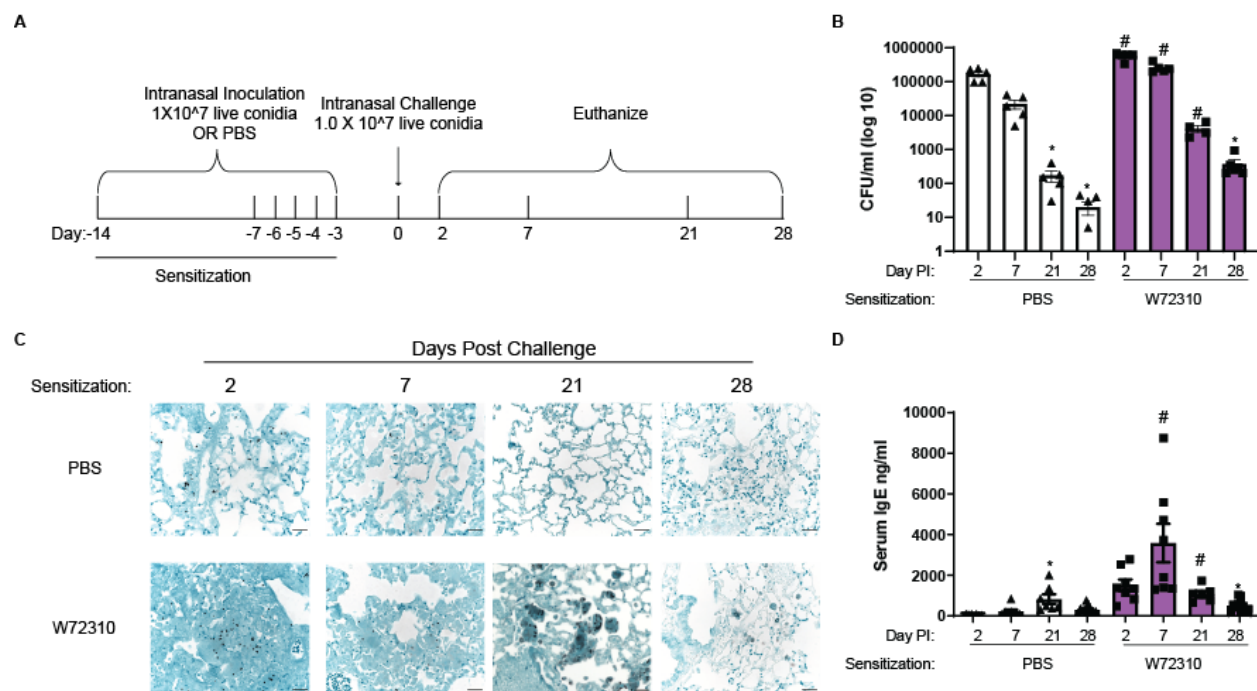 A
Intranasal Inoculation
1X10^7 live conidia
OR PBS
Intranasal Challenge
1.0 X 10^7 live conidia
Euthanize
Day:-14 -7 -6 -5 -4 -3 0 2 7 21 28
Sensitization
B
CFU/ml (log 10)
1000000
100000
10000
1000
100
10
1
* * # # # *
Day PI: 2 7 21 28 2 7 21 28
Sensitization: PBS W72310
C
Days Post Challenge
Sensitization: 2 7 21 28
PBS
W72310
D
Serum IgE ng/ml
10000
8000
6000
4000
2000
0
* # # *
Day PI: 2 7 21 28 2 7 21 28
Sensitization: PBS W72310